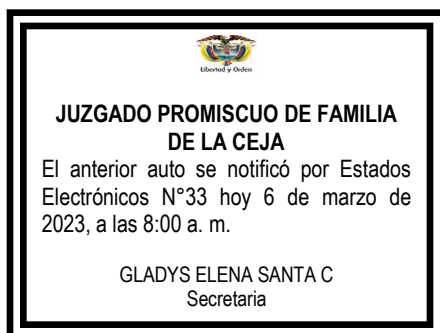 Libertad y Orden
JUZGADO PROMISCUO DE FAMILIA
DE LA CEJA
El anterior auto se notificó por Estados
Electrónicos N°33 hoy 6 de marzo de
2023, a las 8:00 a. m.
GLADYS ELENA SANTA C
Secretaria